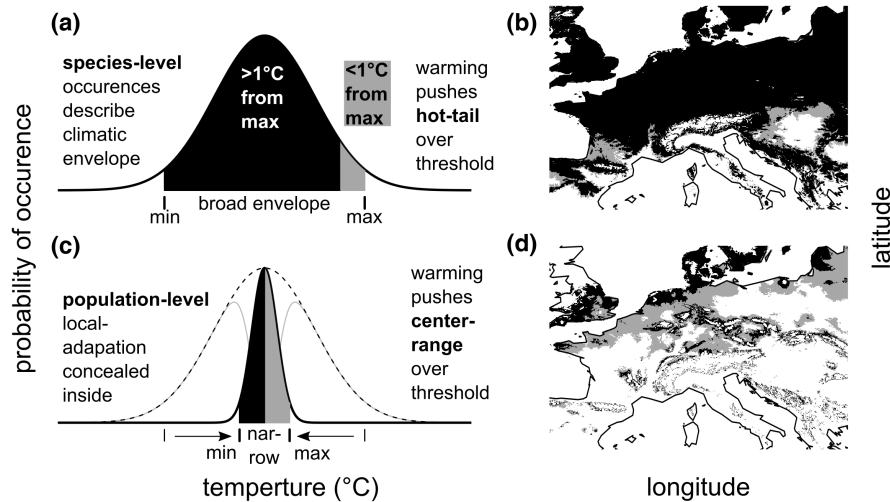 (a)
species-level
occurences
describe
climatic
envelope
>1°C
from
max
<1°C
from
max
warming
pushes
hot-tail
over
threshold
min
broad envelope
max
(b)
probability of occurence
latitude
(c)
population-level
local-
adapation
concealed
inside
warming
pushes
center-
range
over
threshold
min
nar-
row
max
temperture (°C)
(d)
longitude